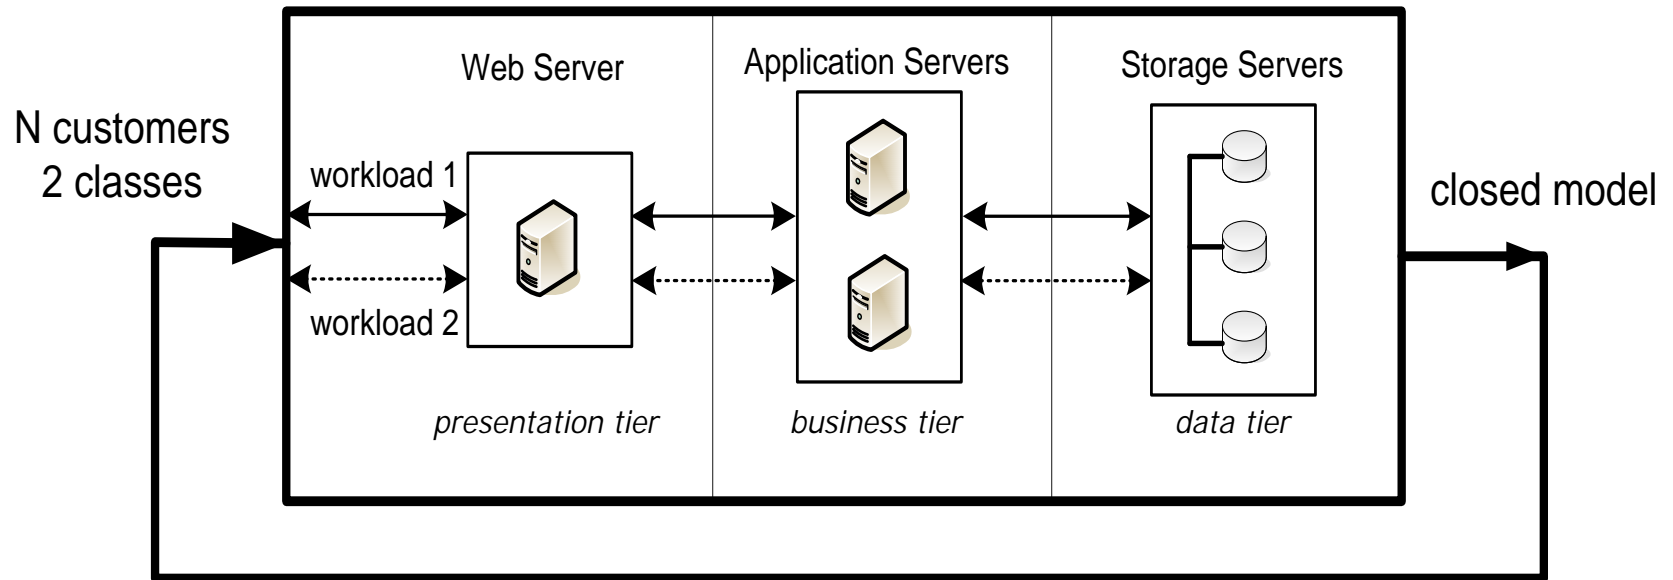 N customers
2 classes
workload 1
workload 2
Web Server
presentation tier
Application Servers
business tier
Storage Servers
data tier
closed model